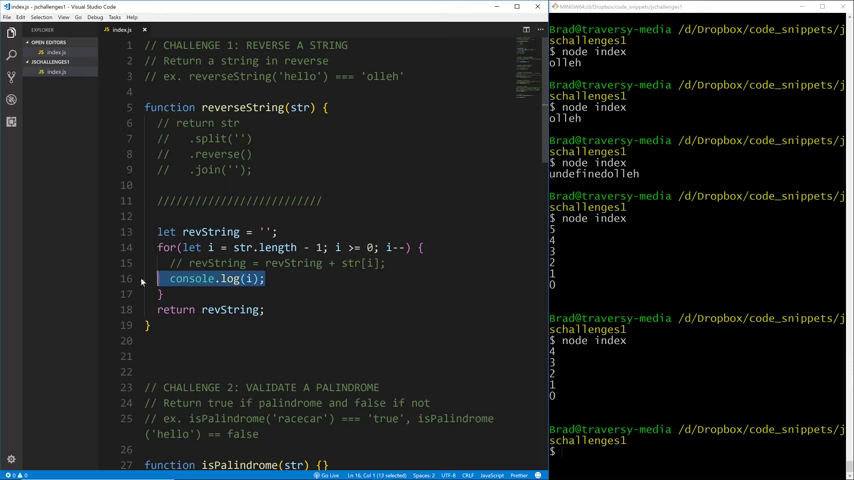 index.js - Visual Studio Code
File Edit Selection View Go Debug Tasks Help
EXPLORER
OPEN EDITORS
index.js
JSCHALLENGES1
index.js
index.js
1 // CHALLENGE 1: REVERSE A STRING
2 // Return a string in reverse
3 // ex. reverseString('hello') === 'olleh'
4
5 function reverseString(str) {
6 // return str
7 //   .split('')
8 //   .reverse()
9 //   .join('');
10
11 //////////////////////////
12
13 let revString = '';
14 for(let i = str.length - 1; i >= 0; i--) {
15 // revString = revString + str[i];
16 console.log(i);
17 }
18 return revString;
19 }
20
21
22
23 // CHALLENGE 2: VALIDATE A PALINDROME
24 // Return true if palindrome and false if not
25 // ex. isPalindrome('racecar') === 'true', isPalindrome
('hello') == false
26
27 function isPalindrome(str) {}
0 0
Go Live Ln 16, Col 1 (13 selected) Spaces: 2 UTF-8 CRLF JavaScript Prettier
MINGW64:/d/Dropbox/code_snippets/jschallenges1
Brad@traversy-media /d/Dropbox/code_snippets/j
schallenges1
$ node index
olleh
Brad@traversy-media /d/Dropbox/code_snippets/j
schallenges1
$ node index
olleh
Brad@traversy-media /d/Dropbox/code_snippets/j
schallenges1
$ node index
undefinedolleh
Brad@traversy-media /d/Dropbox/code_snippets/j
schallenges1
$ node index
5
4
3
2
1
0
Brad@traversy-media /d/Dropbox/code_snippets/j
schallenges1
$ node index
4
3
2
1
0
Brad@traversy-media /d/Dropbox/code_snippets/j
schallenges1
$